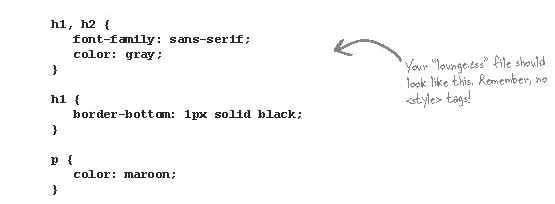 h1, h2 {
font-family: sans-serif;
color: gray;
}
h1 {
border-bottom: 1px solid black;
}
p {
color: maroon;
}
Your "lounge.css" file should
look like this. Remember, no
<style> tags!